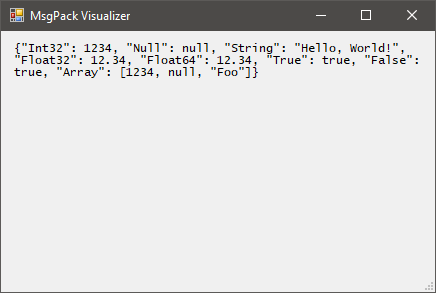 MsgPack Visualizer
{"Int32": 1234, "Null": null, "String": "Hello, World!",
"Float32": 12.34, "Float64": 12.34, "True": true, "False":
true, "Array": [1234, null, "Foo"]}